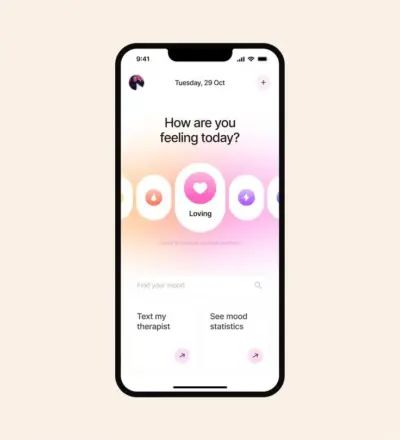 9:41
Tuesday, 29 Oct
+
How are you
feeling today?
Loving
Find your mood
Text my
therapist
See mood
statistics